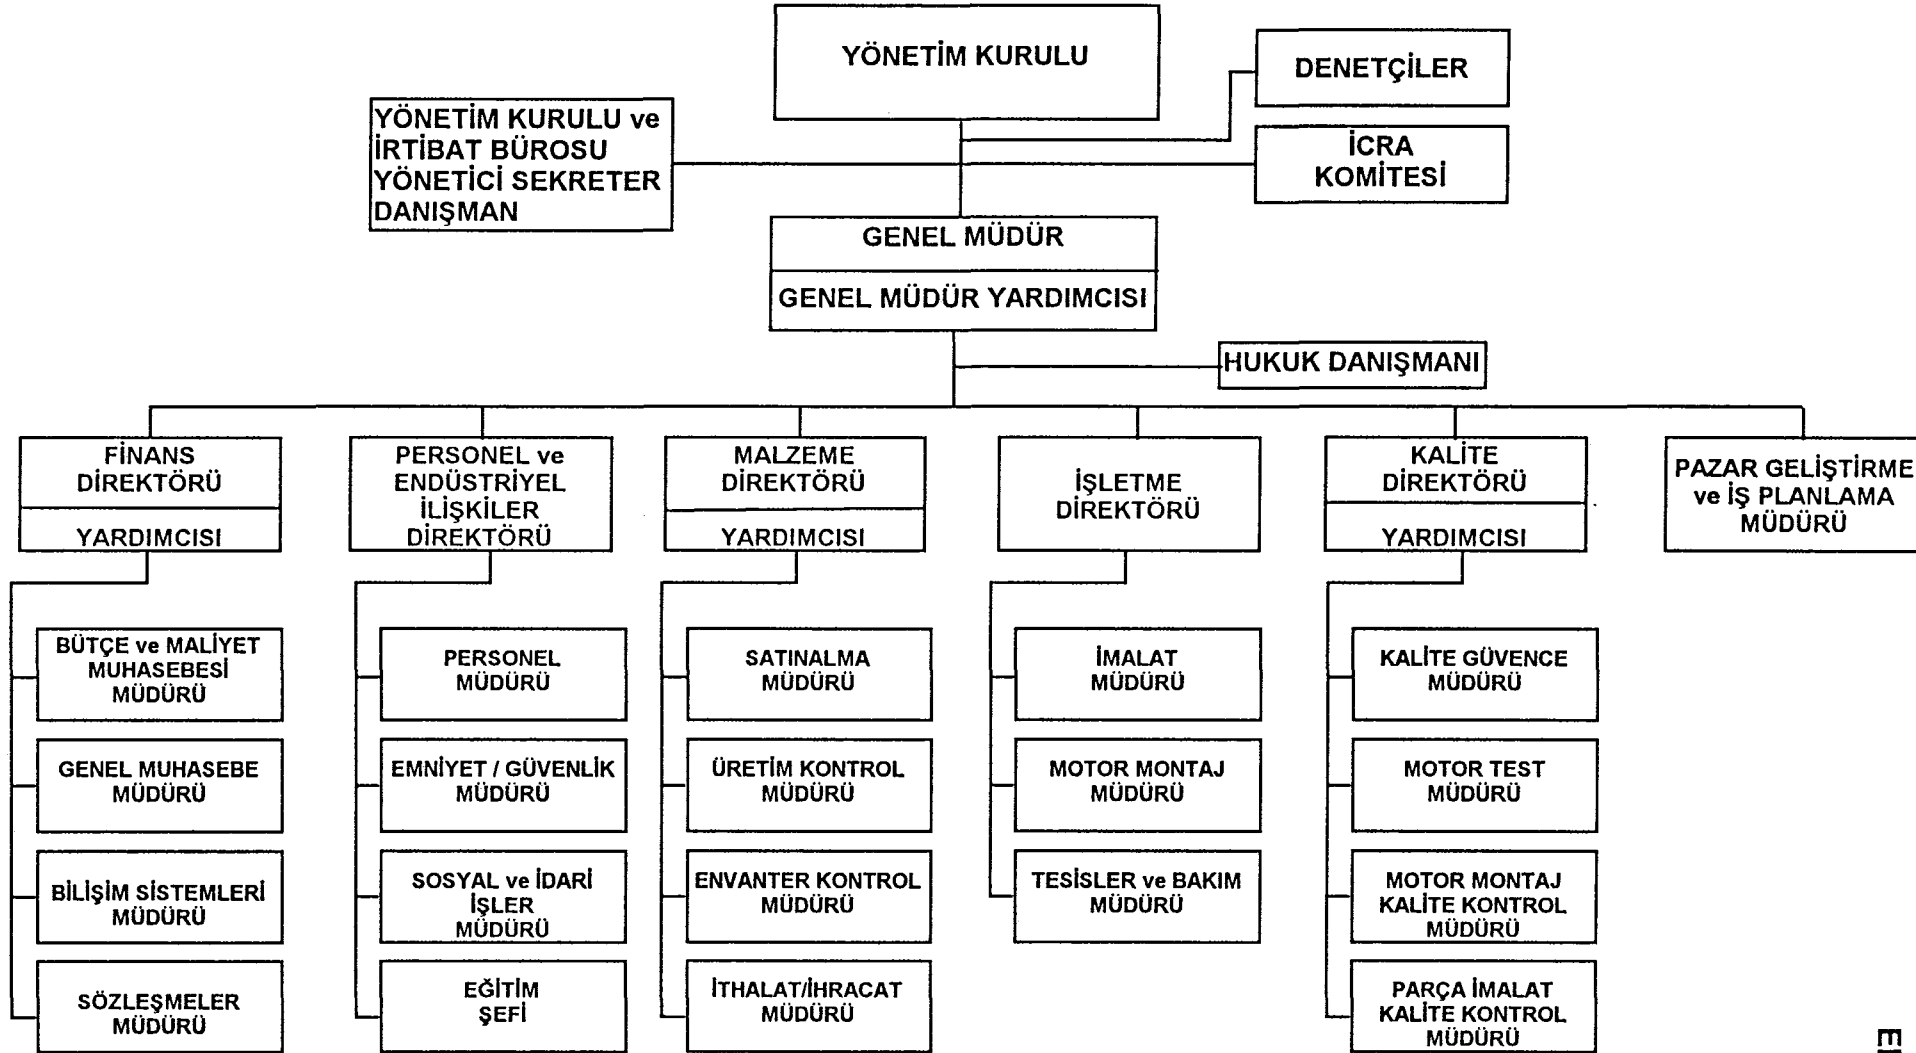 YÖNETİM KURULU
DENETÇİLER
YÖNETİM KURULU ve
İRTİBAT BÜROSU
YÖNETİCİ SEKRETER
DANIŞMAN
İCRA
KOMİTESİ
GENEL MÜDÜR
GENEL MÜDÜR YARDIMCISI
HUKUK DANIŞMANI
FİNANS
DİREKTÖRÜ
YARDIMCISI
PERSONEL ve
ENDÜSTRİYEL
İLİŞKİLER
DİREKTÖRÜ
MALZEME
DİREKTÖRÜ
YARDIMCISI
İŞLETME
DİREKTÖRÜ
KALİTE
DİREKTÖRÜ
YARDIMCISI
PAZAR GELİŞTİRME
ve İŞ PLANLAMA
MÜDÜRÜ
BÜTÇE ve MALİYET
MUHASEBESİ
MÜDÜRÜ
GENEL MUHASEBE
MÜDÜRÜ
BİLİŞİM SİSTEMLERİ
MÜDÜRÜ
SÖZLEŞMELER
MÜDÜRÜ
PERSONEL
MÜDÜRÜ
EMNİYET / GÜVENLİK
MÜDÜRÜ
SOSYAL ve İDARİ
İŞLER
MÜDÜRÜ
EĞİTİM
ŞEFİ
SATINALMA
MÜDÜRÜ
ÜRETİM KONTROL
MÜDÜRÜ
ENVANTER KONTROL
MÜDÜRÜ
İTHALAT/İHRACAT
MÜDÜRÜ
İMALAT
MÜDÜRÜ
MOTOR MONTAJ
MÜDÜRÜ
TESİSLER ve BAKIM
MÜDÜRÜ
KALİTE GÜVENCE
MÜDÜRÜ
MOTOR TEST
MÜDÜRÜ
MOTOR MONTAJ
KALİTE KONTROL
MÜDÜRÜ
PARÇA İMALAT
KALİTE KONTROL
MÜDÜRÜ